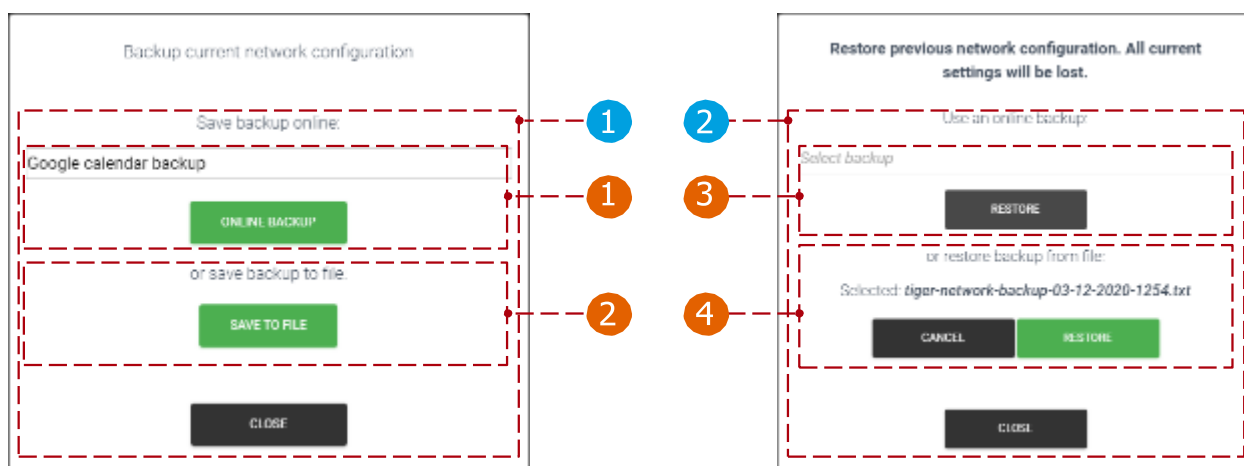 Backup current network configuration
Save backup online:
Google calendar backup
ONLINE BACKUP
or save backup to file.
SAVE TO FILE
CLOSE
1
1
2
2
3
4
Restore previous network configuration. All current
settings will be lost.
Use an online backup:
Select backup
RESTORE
or restore backup from file:
Selected: tiger-network-backup-03-12-2020-1254.txt
CANCEL
RESTORE
CLOSE